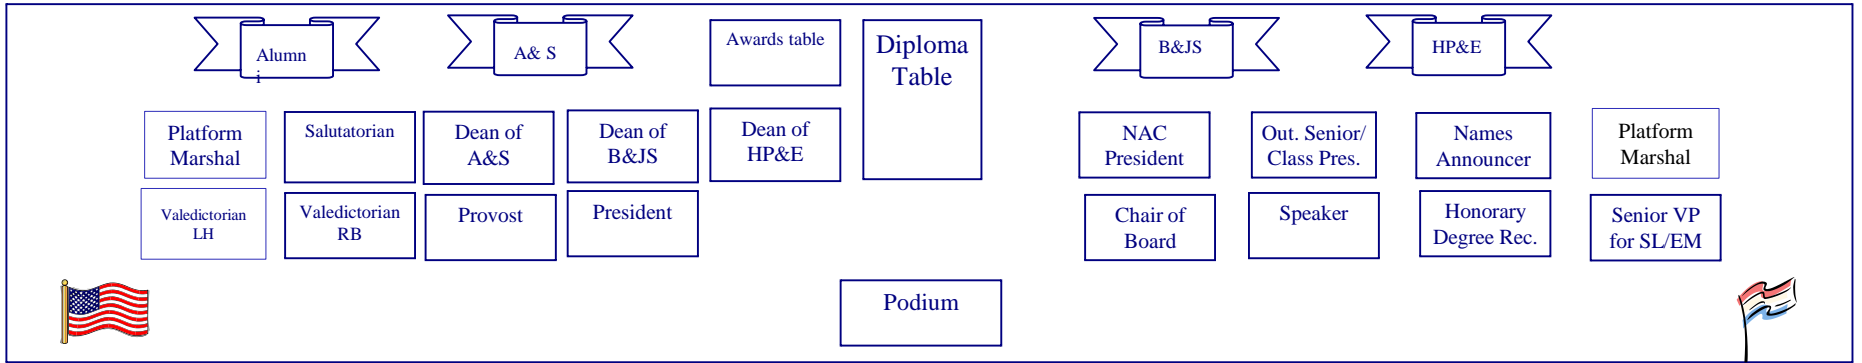 Alumn
i
A& S
Awards table
Diploma
Table
B&JS
HP&E
Platform
Marshal
Salutatorian
Dean of
A&S
Dean of
B&JS
Dean of
HP&E
NAC
President
Out. Senior/
Class Pres.
Names
Announcer
Platform
Marshal
Valedictorian
LH
Valedictorian
RB
Provost
President
Chair of
Board
Speaker
Honorary
Degree Rec.
Senior VP
for SL/EM
Podium